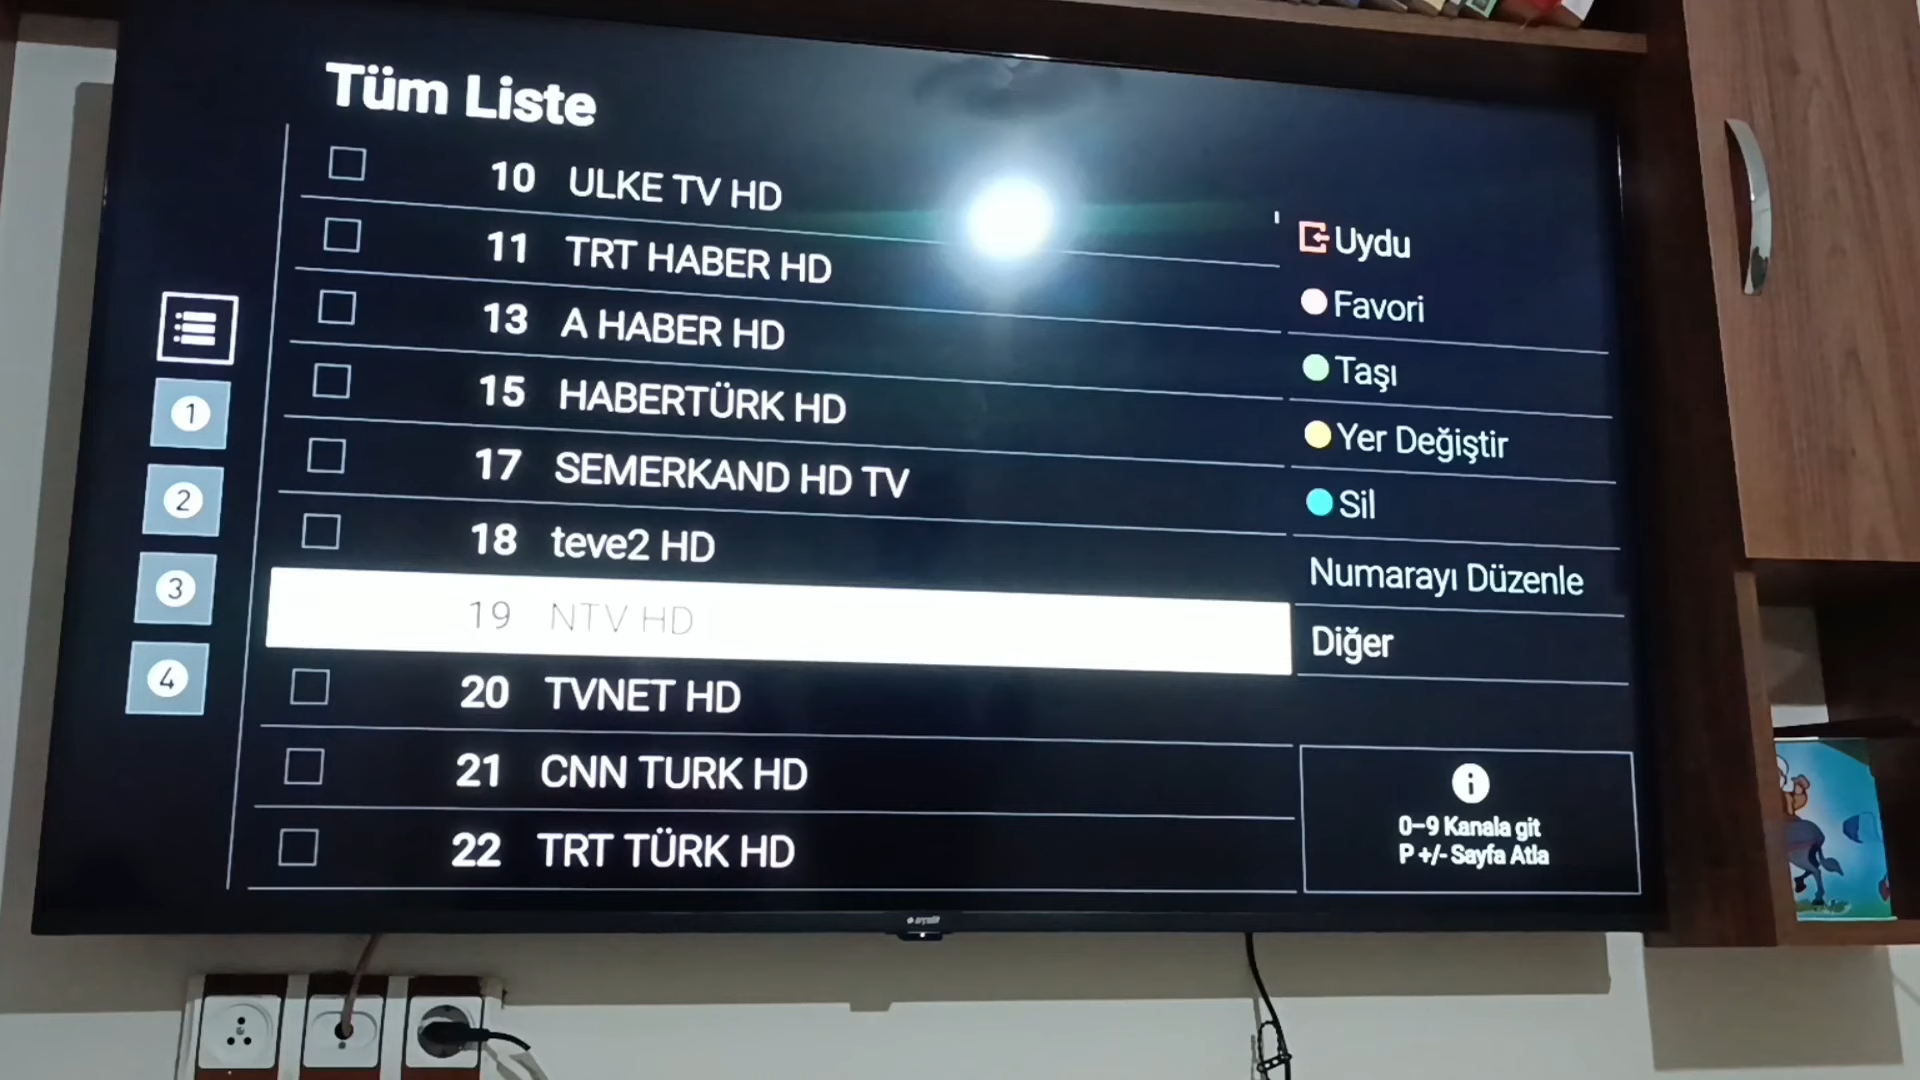 Tüm Liste
10 ULKE TV HD
11 TRT HABER HD
13 A HABER HD
15 HABERTÜRK HD
17 SEMERKAND HD TV
18 teve2 HD
19 NTV HD
20 TVNET HD
21 CNN TURK HD
22 TRT TÜRK HD
1
2
3
4
Uydu
Favori
Taşı
Yer Değiştir
Sil
Numarayı Düzenle
Diğer
i
0-9 Kanala git
P +/- Sayfa Atla